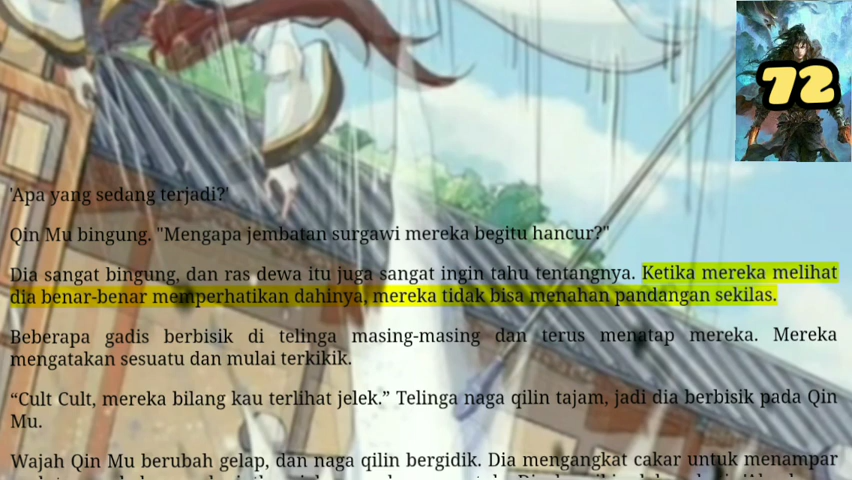 72
'Apa yang sedang terjadi?'
Qin Mu bingung. "Mengapa jembatan surgawi mereka begitu hancur?"
Dia sangat bingung, dan ras dewa itu juga sangat ingin tahu tentangnya. Ketika mereka melihat
dia benar-benar memperhatikan dahinya, mereka tidak bisa menahan pandangan sekilas.
Beberapa gadis berbisik di telinga masing-masing dan terus menatap mereka. Mereka
mengatakan sesuatu dan mulai terkikik.
“Cult Cult, mereka bilang kau terlihat jelek.” Telinga naga qilin tajam, jadi dia berbisik pada Qin
Mu.
Wajah Qin Mu berubah gelap, dan naga qilin bergidik. Dia mengangkat cakar untuk menampar